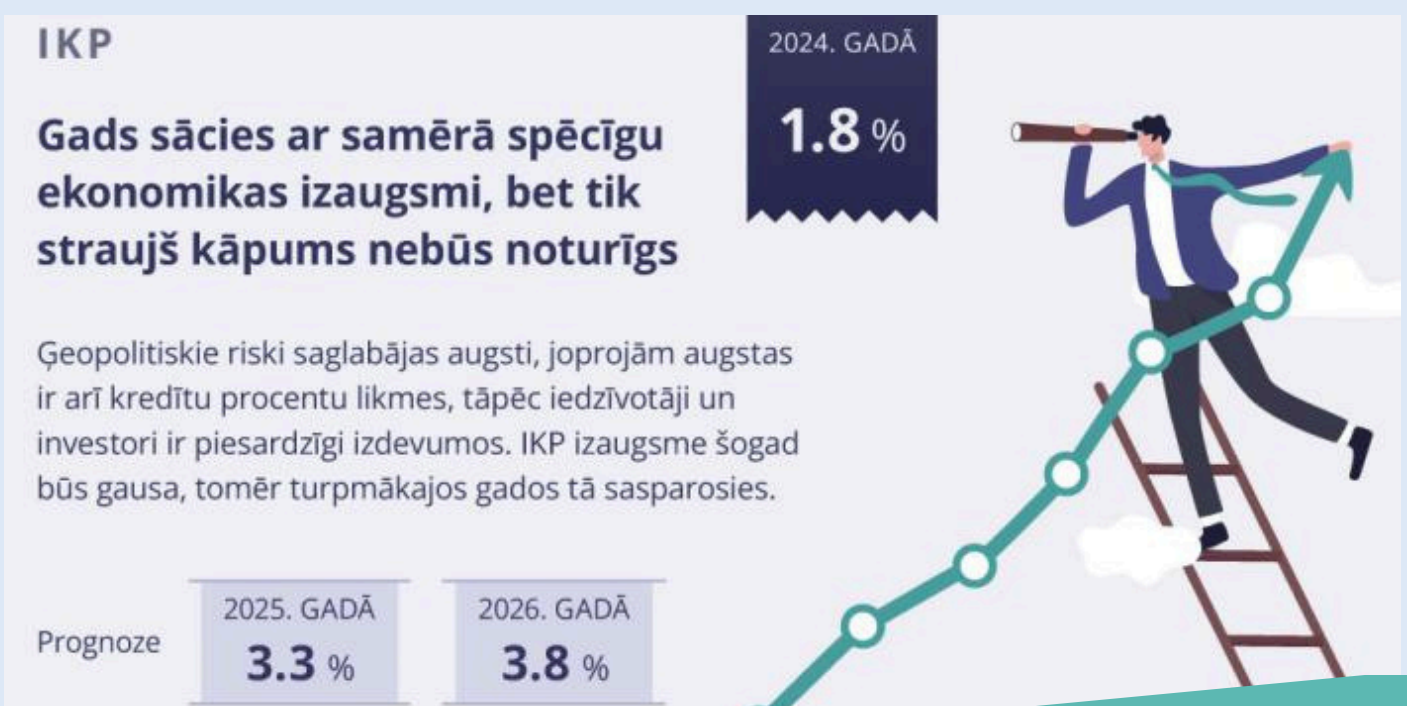 IKP
2024. GADĀ
1.8 %
Gads sācies ar samērā spēcīgu
ekonomikas izaugsmi, bet tik
straujš kāpums nebūs noturīgs
Ģeopolitiskie riski saglabājas augsti, joprojām augstas
ir arī kredītu procentu likmes, tāpēc iedzīvotāji un
investori ir piesardzīgi izdevumos. IKP izaugsme šogad
būs gausa, tomēr turpmākajos gados tā sasparosies.
Prognoze
2025. GADĀ
3.3 %
2026. GADĀ
3.8 %